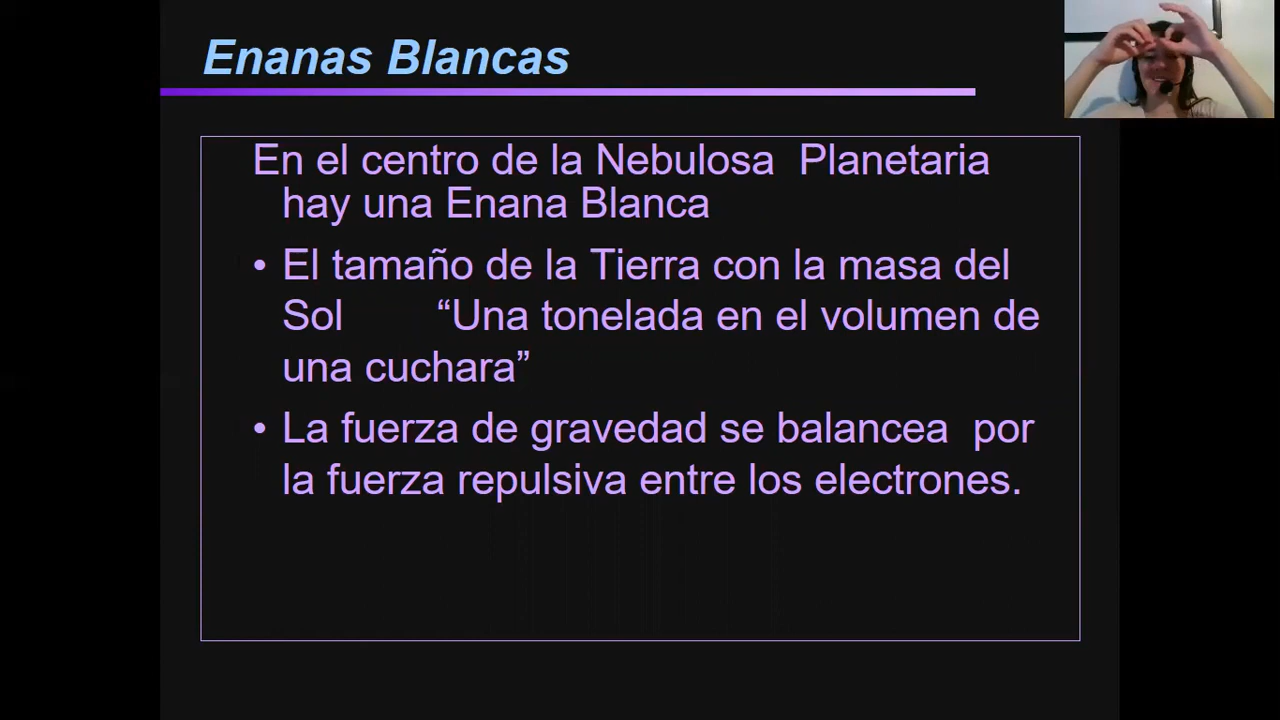 Enanas Blancas
En el centro de la Nebulosa  Planetaria
hay una Enana Blanca
• El tamaño de la Tierra con la masa del
Sol “Una tonelada en el volumen de
una cuchara”
• La fuerza de gravedad se balancea  por
la fuerza repulsiva entre los electrones.